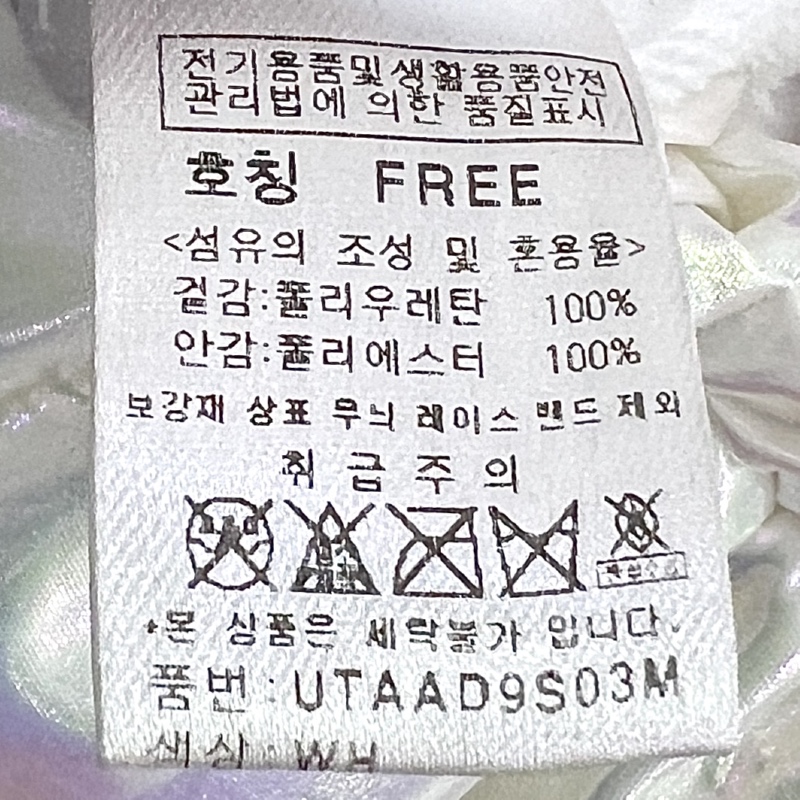 전기용품및생활용품안전
관리법에 의한 품질표시
호칭 FREE
<섬유의 조성 및 혼용율>
겉감:폴리우레탄 100%
안감:폴리에스터 100%
보강재 상표 무늬 레이스 밴드 제외
취 급 주 의
*본 상품은 세탁불가 입니다.
품번:UTAAD9S03M
색상:WH